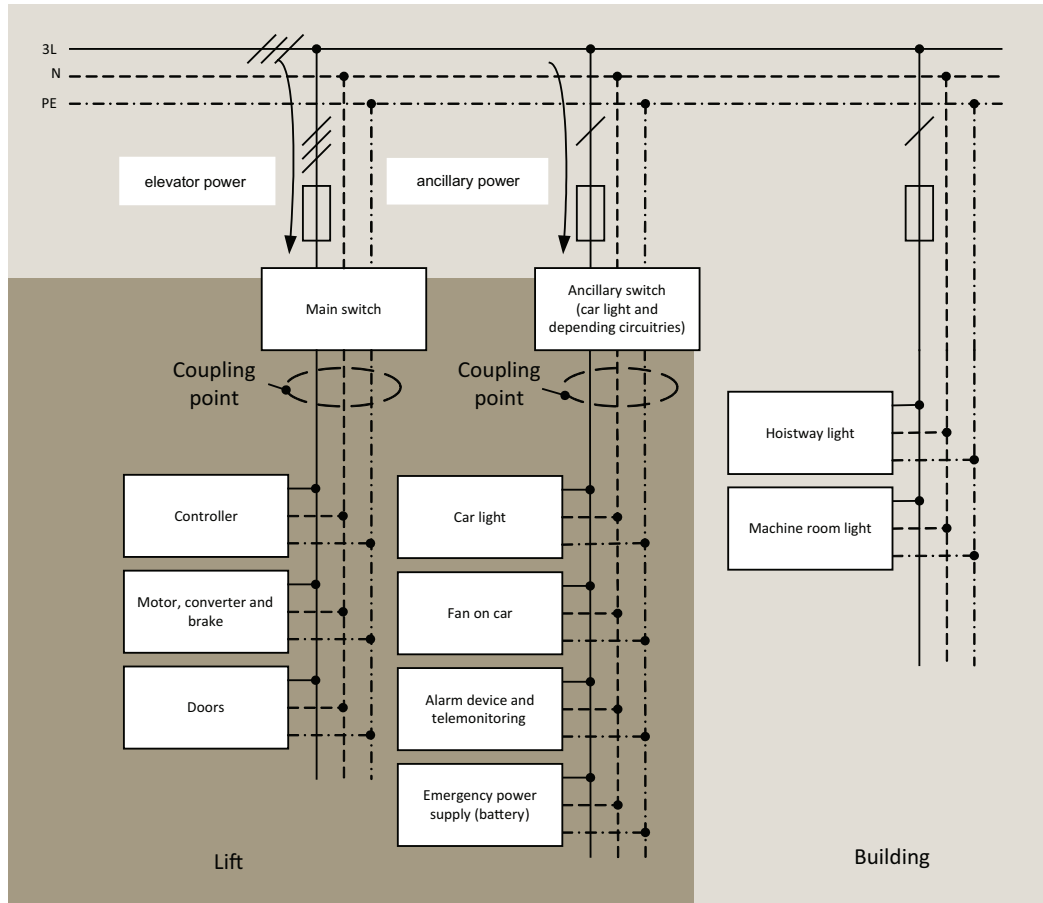 3L
N
PE
elevator power
ancillary power
Main switch
Ancillary switch
(car light and
depending circuitries)
Coupling
point
Coupling
point
Hoistway light
Machine room light
Controller
Motor, converter and
brake
Doors
Car light
Fan on car
Alarm device and
telemonitoring
Emergency power
supply (battery)
Lift
Building